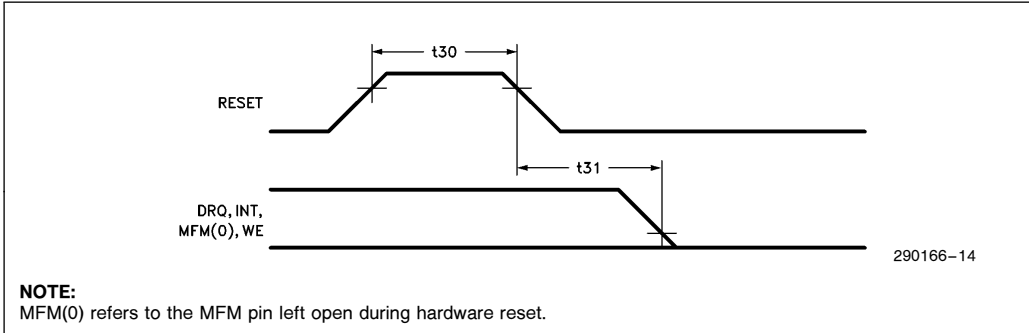 t30
RESET
t31
DRQ, INT,
MFM(0), WE
290166–14
NOTE:
MFM(0) refers to the MFM pin left open during hardware reset.